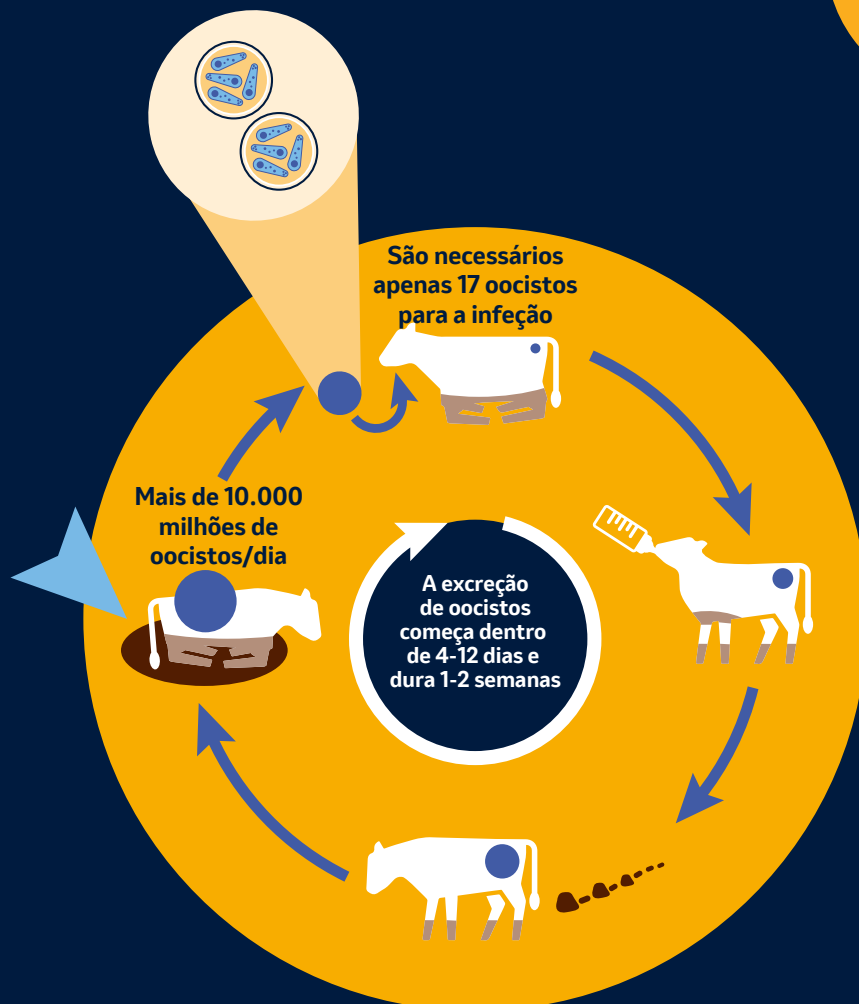 São necessários
apenas 17 oocistos
para a infeção
Mais de 10.000
milhões de
oocistos/dia
A excreção
de oocistos
começa dentro
de 4-12 dias e
dura 1-2 semanas